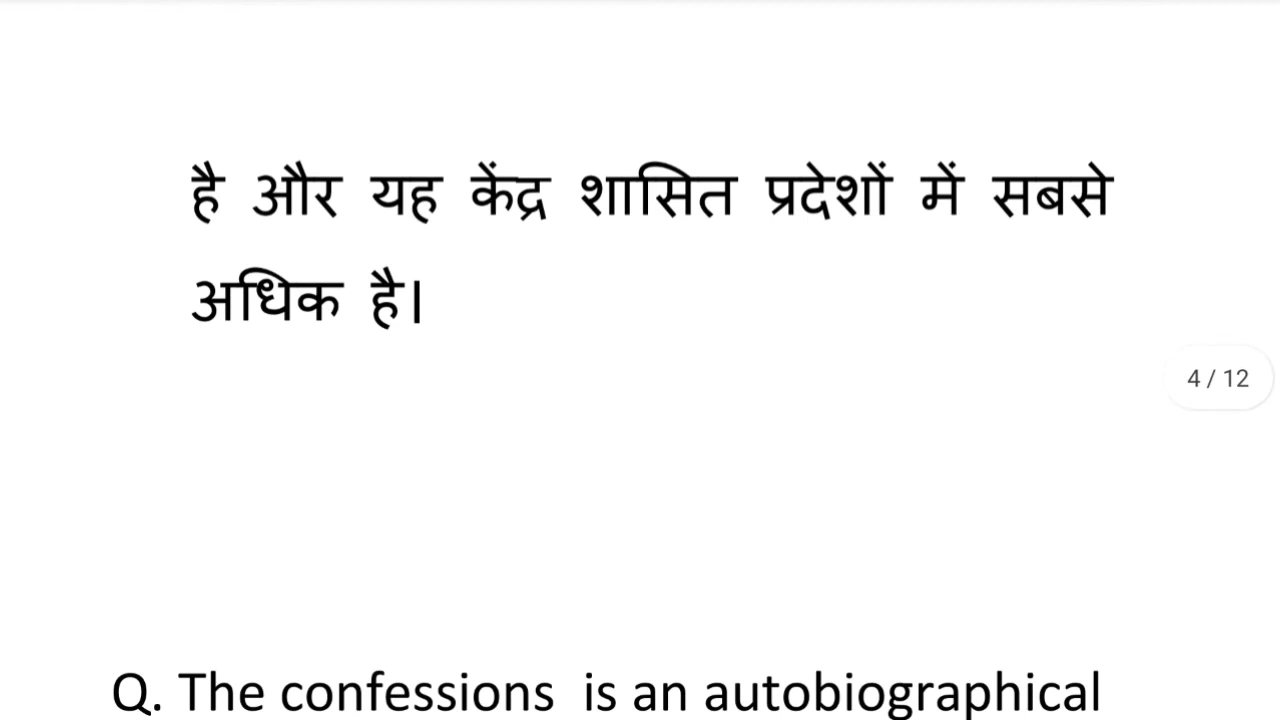 है और यह केंद्र शासित प्रदेशों में सबसे
अधिक है।
4 / 12
Q. The confessions is an autobiographical